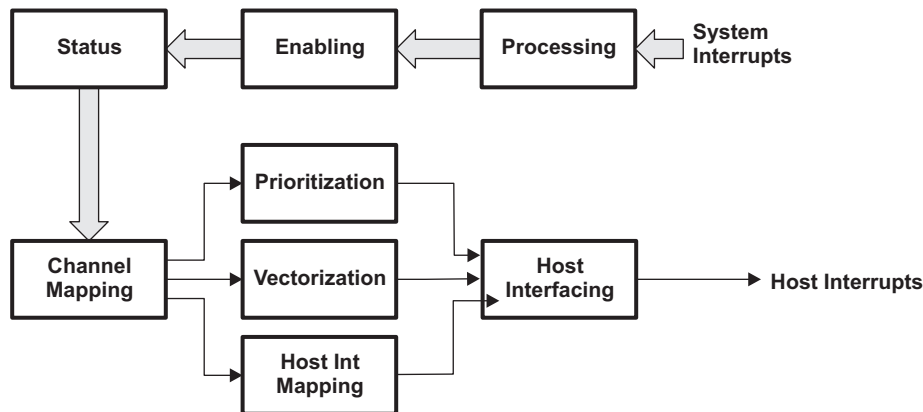 Status
Enabling
Processing
System
Interrupts
Prioritization
Channel
Mapping
Vectorization
Host
Interfacing
Host Interrupts
Host Int
Mapping